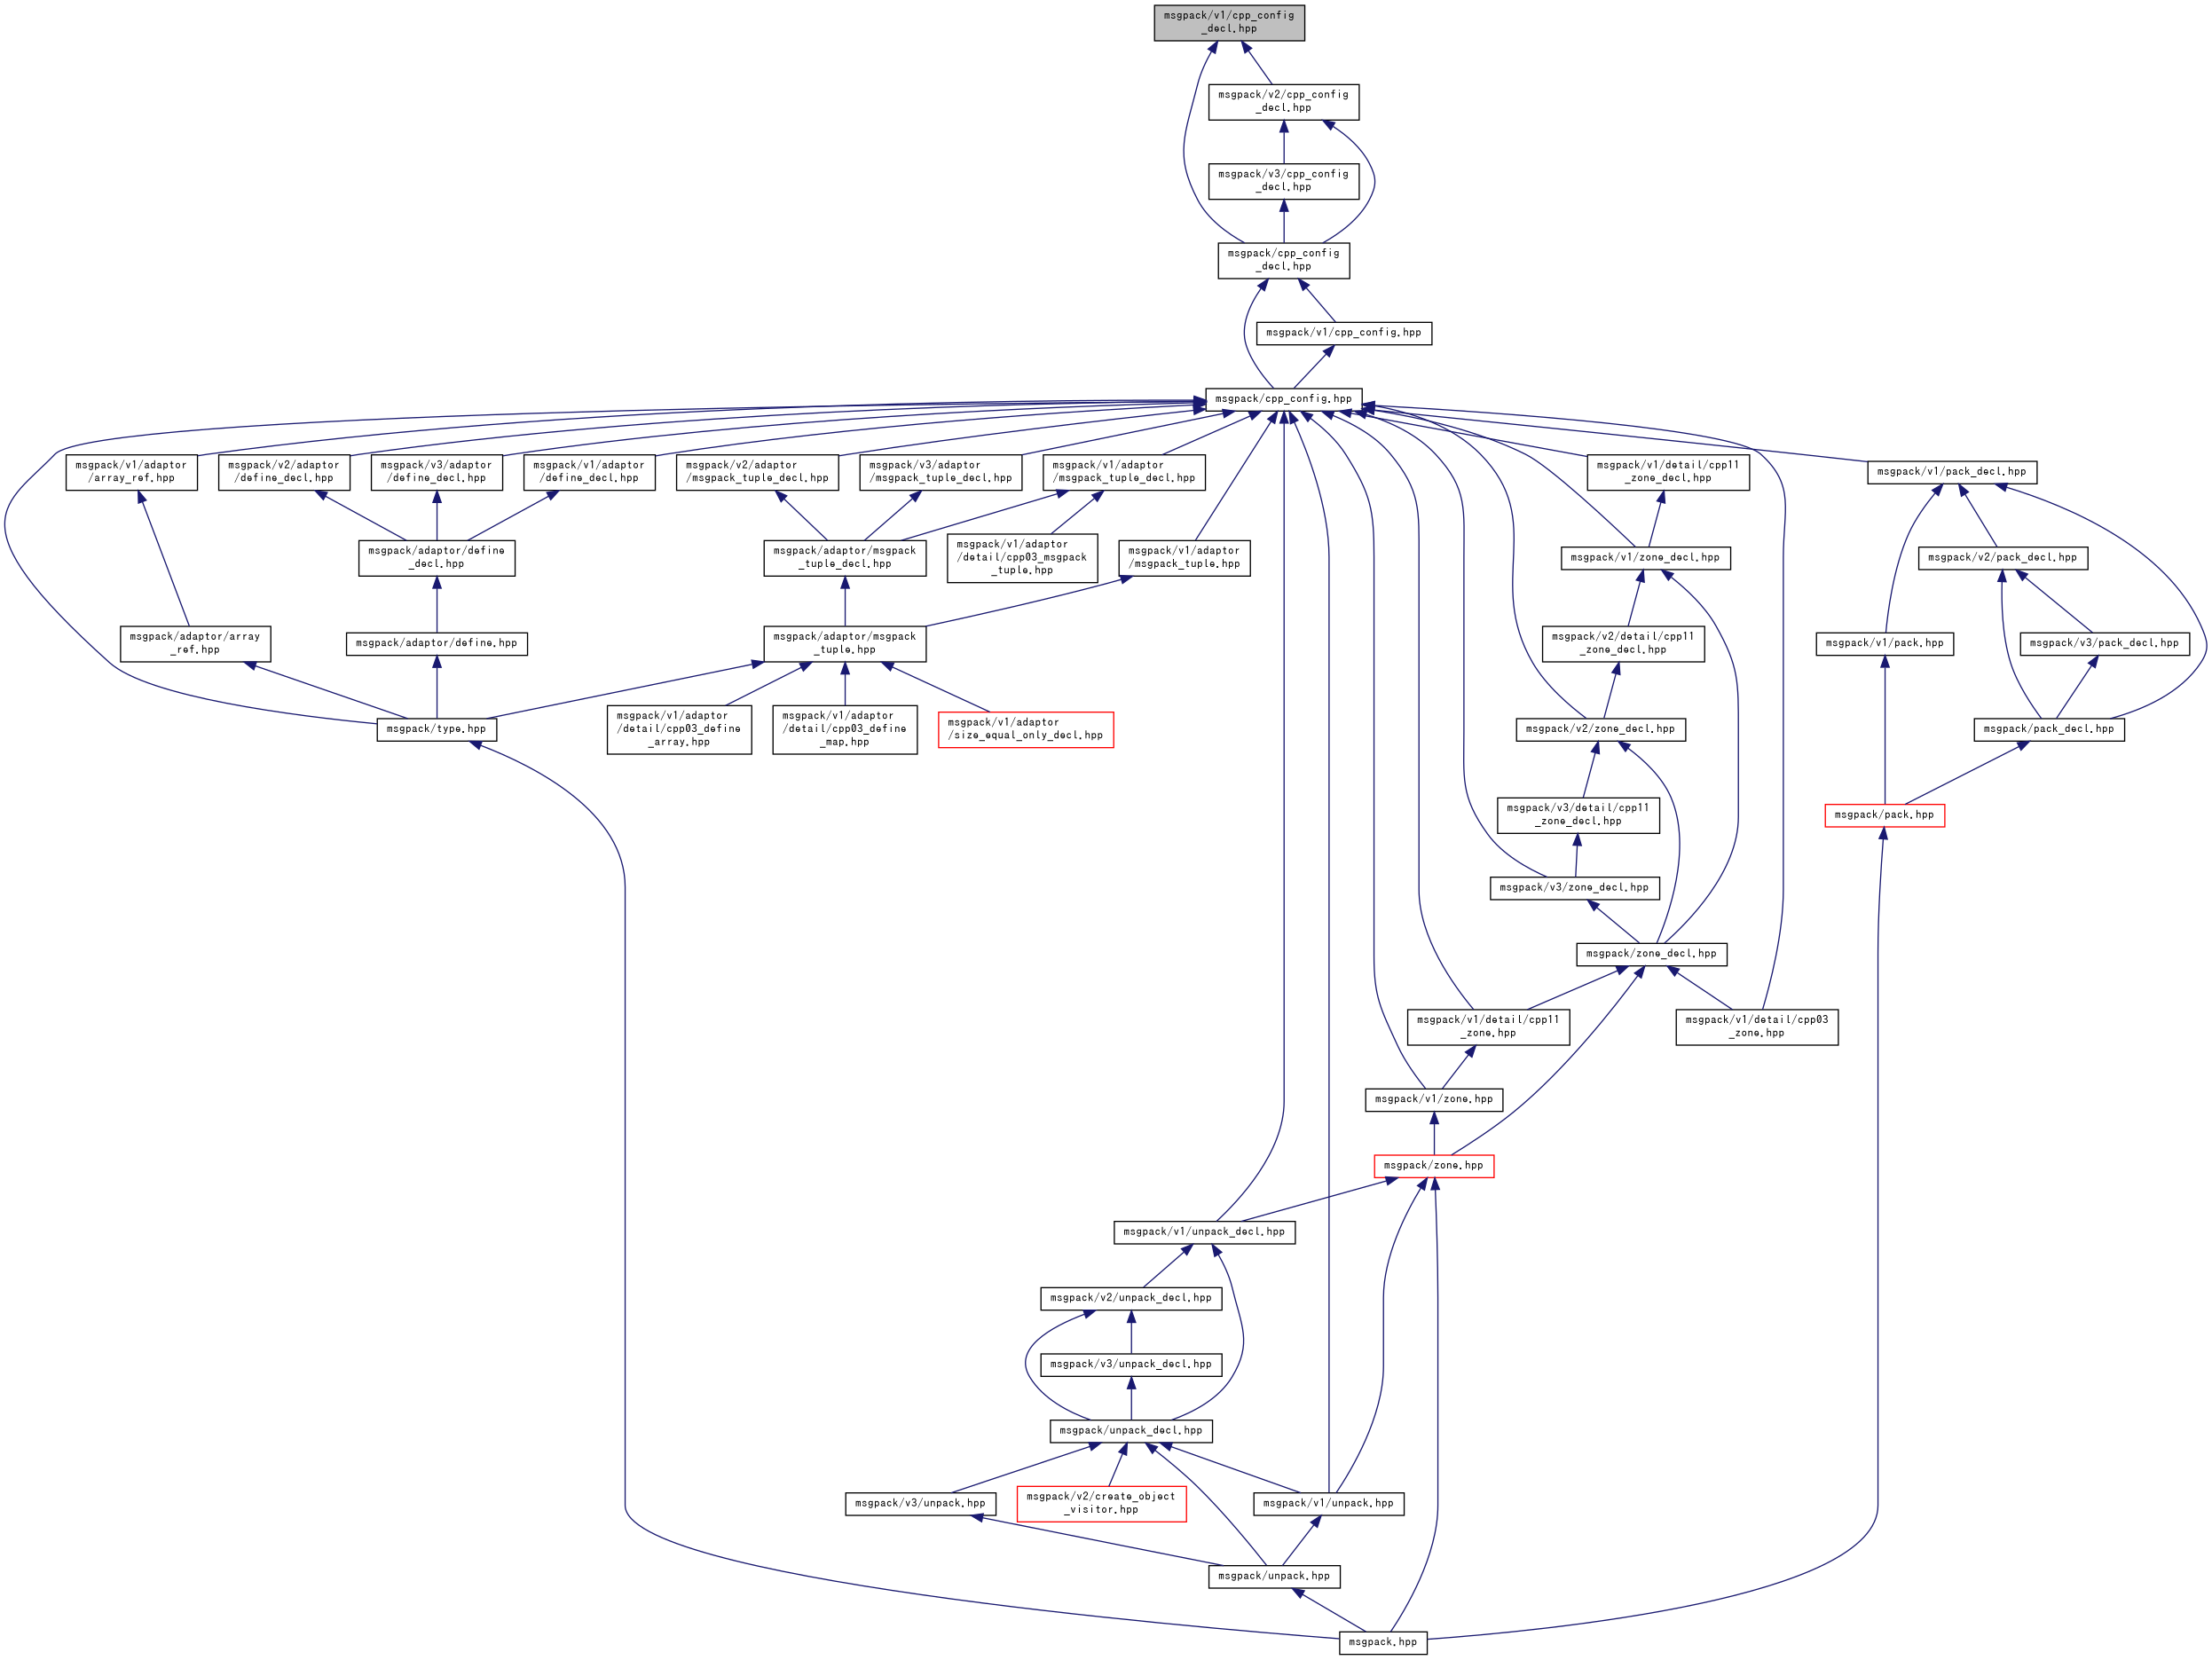 msgpack/v1/cpp_config
_decl.hpp
msgpack/v2/cpp_config
_decl.hpp
msgpack/v3/cpp_config
_decl.hpp
msgpack/cpp_config
_decl.hpp
msgpack/v1/cpp_config.hpp
msgpack/cpp_config.hpp
msgpack/v1/adaptor
/array_ref.hpp
msgpack/v2/adaptor
/define_decl.hpp
msgpack/v3/adaptor
/define_decl.hpp
msgpack/v1/adaptor
/define_decl.hpp
msgpack/v2/adaptor
/msgpack_tuple_decl.hpp
msgpack/v3/adaptor
/msgpack_tuple_decl.hpp
msgpack/v1/adaptor
/msgpack_tuple_decl.hpp
msgpack/v1/detail/cpp11
_zone_decl.hpp
msgpack/v1/pack_decl.hpp
msgpack/adaptor/define
_decl.hpp
msgpack/adaptor/msgpack
_tuple_decl.hpp
msgpack/v1/adaptor
/detail/cpp03_msgpack
_tuple.hpp
msgpack/v1/adaptor
/msgpack_tuple.hpp
msgpack/v1/zone_decl.hpp
msgpack/v2/pack_decl.hpp
msgpack/adaptor/array
_ref.hpp
msgpack/adaptor/define.hpp
msgpack/adaptor/msgpack
_tuple.hpp
msgpack/v2/detail/cpp11
_zone_decl.hpp
msgpack/v1/pack.hpp
msgpack/v3/pack_decl.hpp
msgpack/type.hpp
msgpack/v1/adaptor
/detail/cpp03_define
_array.hpp
msgpack/v1/adaptor
/detail/cpp03_define
_map.hpp
msgpack/v1/adaptor
/size_equal_only_decl.hpp
msgpack/v2/zone_decl.hpp
msgpack/pack_decl.hpp
msgpack/v3/detail/cpp11
_zone_decl.hpp
msgpack/pack.hpp
msgpack/v3/zone_decl.hpp
msgpack/zone_decl.hpp
msgpack/v1/detail/cpp11
_zone.hpp
msgpack/v1/detail/cpp03
_zone.hpp
msgpack/v1/zone.hpp
msgpack/zone.hpp
msgpack/v1/unpack_decl.hpp
msgpack/v2/unpack_decl.hpp
msgpack/v3/unpack_decl.hpp
msgpack/unpack_decl.hpp
msgpack/v3/unpack.hpp
msgpack/v2/create_object
_visitor.hpp
msgpack/v1/unpack.hpp
msgpack/unpack.hpp
msgpack.hpp